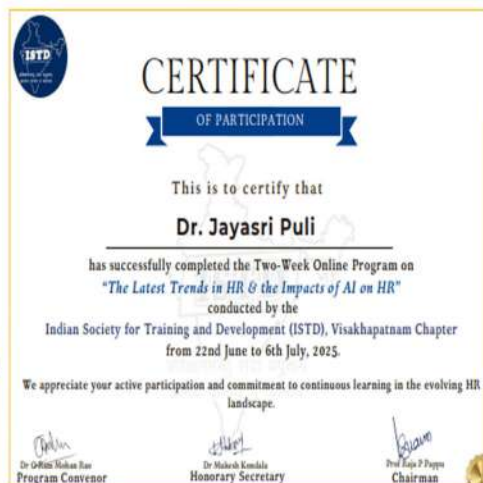 ISTD
CERTIFICATE
OF PARTICIPATION
This is to certify that
Dr. Jayasri Puli
has successfully completed the Two-Week Online Program on
"The Latest Trends in HR & the Impacts of AI on HR"
conducted by the
Indian Society for Training and Development (ISTD), Visakhapatnam Chapter
from 22nd June to 6th July, 2025.
We appreciate your active participation and commitment to continuous learning in the evolving HR
landscape.
Mohan Rao Dr Mukesh Kondala Prof Raja P Pappu
Program Convenor Honorary Secretary Chairman